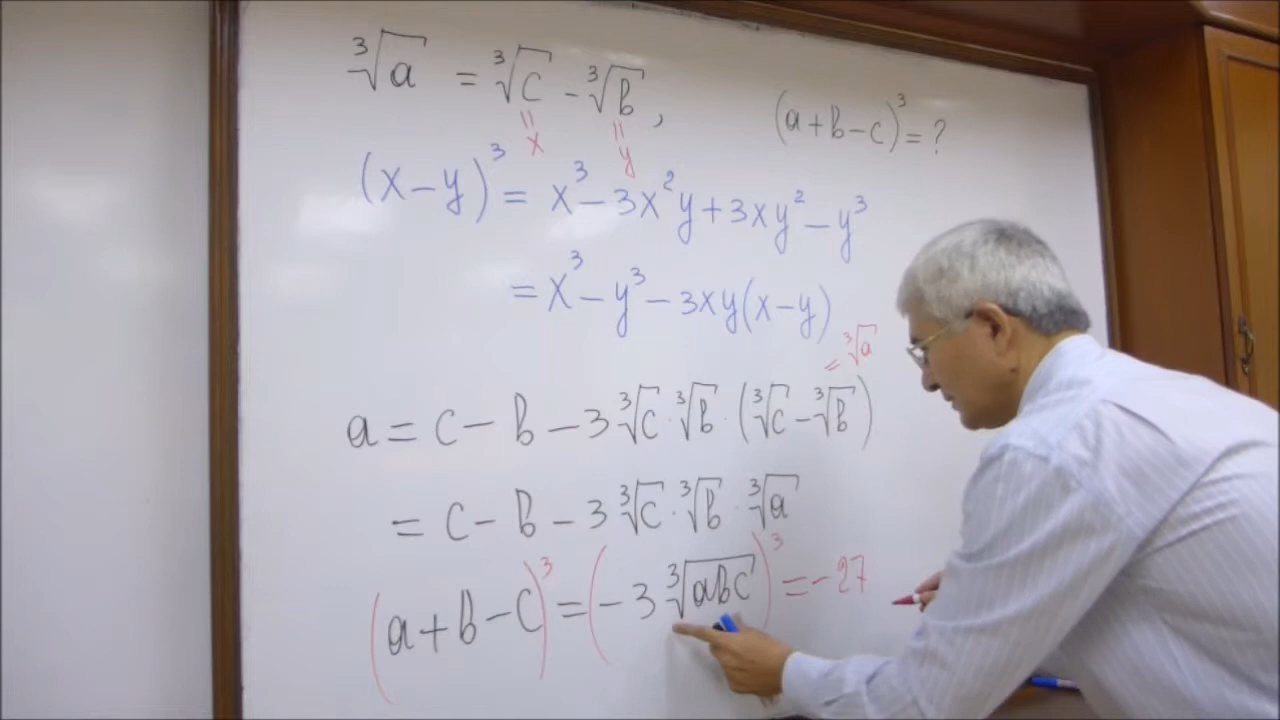 ∛a = ∛c - ∛b, (a+b-c)³ = ?
= x = y
(x-y)³ = x³ - 3x²y + 3xy² - y³
= x³ - y³ - 3xy(x-y)
= ∛a
a = c - b - 3 ∛c · ∛b · (∛c - ∛b)
= c - b - 3 ∛c · ∛b · ∛a
(a+b-c)³ = (-3 ∛abc)³ = -27